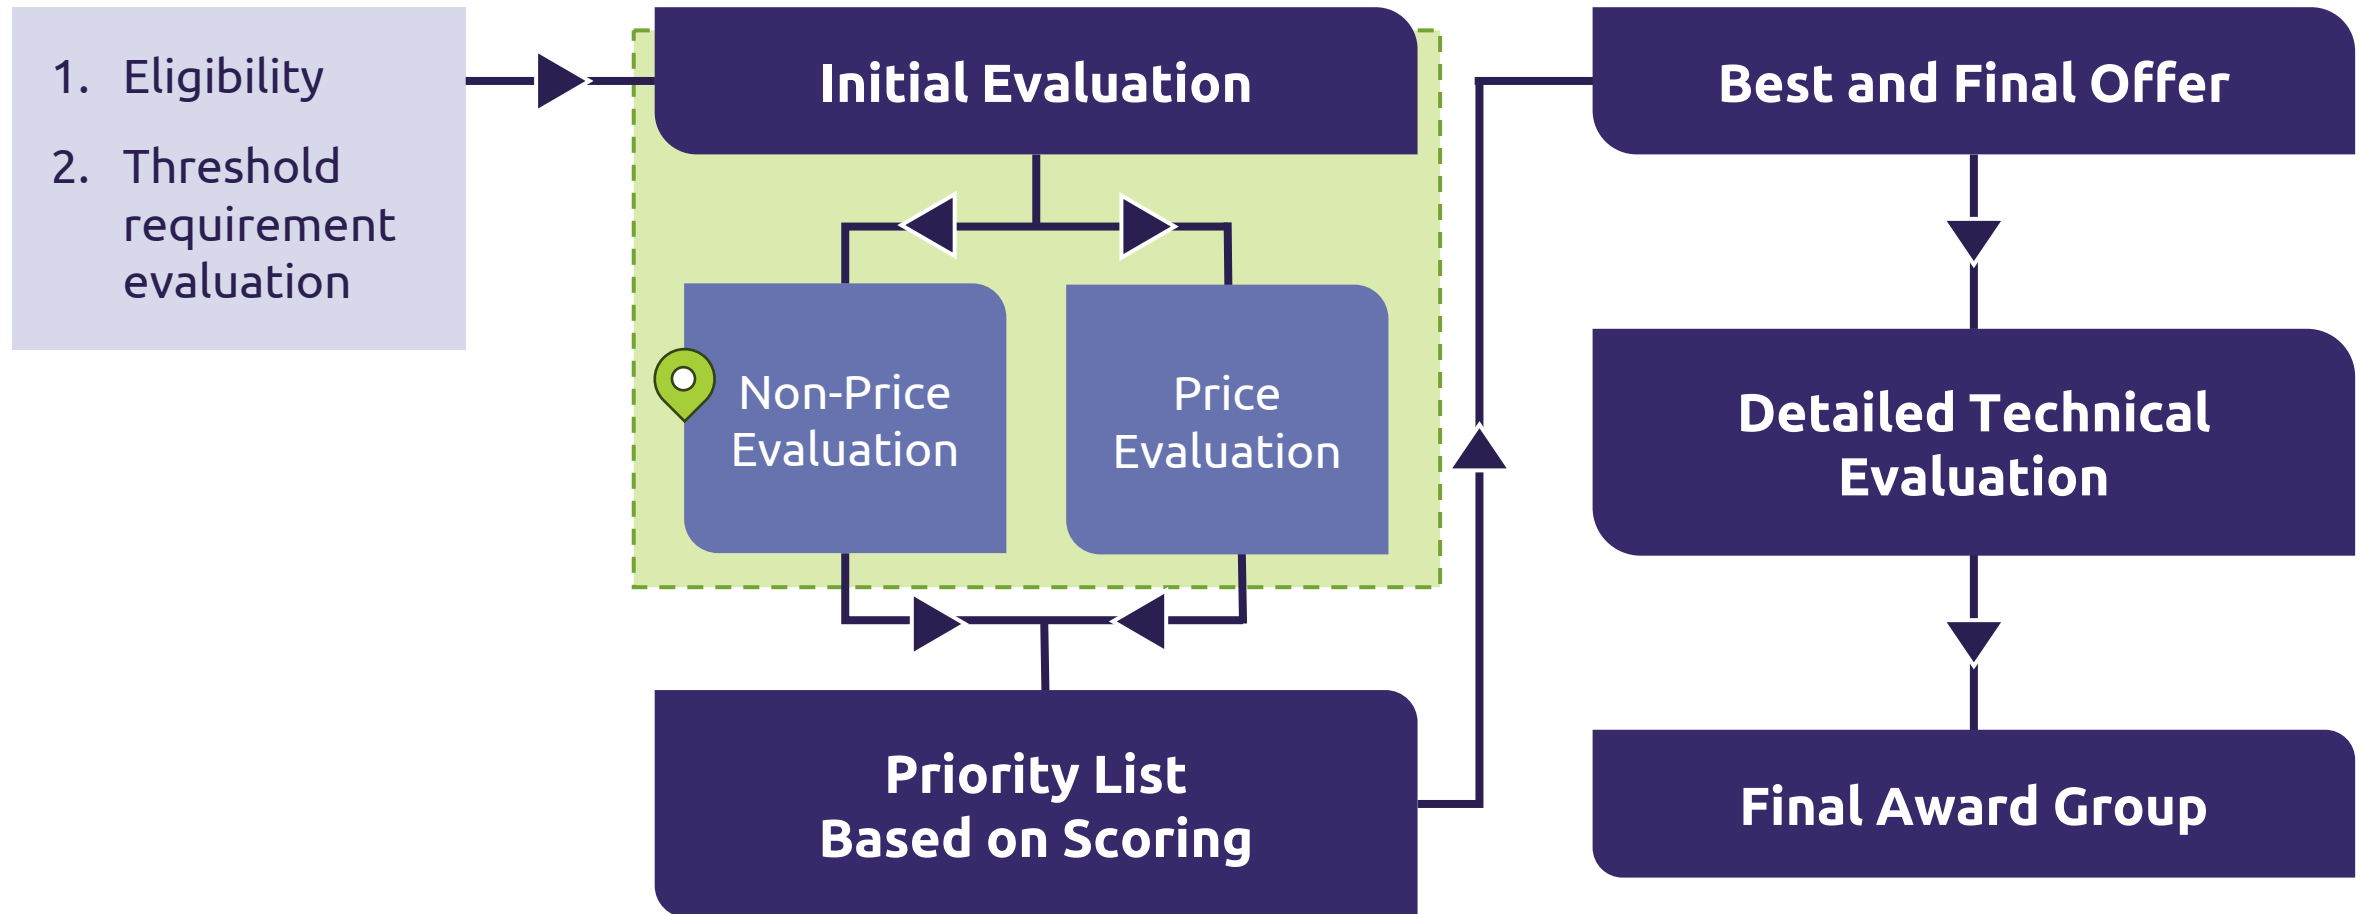 1. Eligibility
2. Threshold
requirement
evaluation
Initial Evaluation
Non-Price
Evaluation
Price
Evaluation
Priority List
Based on Scoring
Best and Final Offer
Detailed Technical
Evaluation
Final Award Group